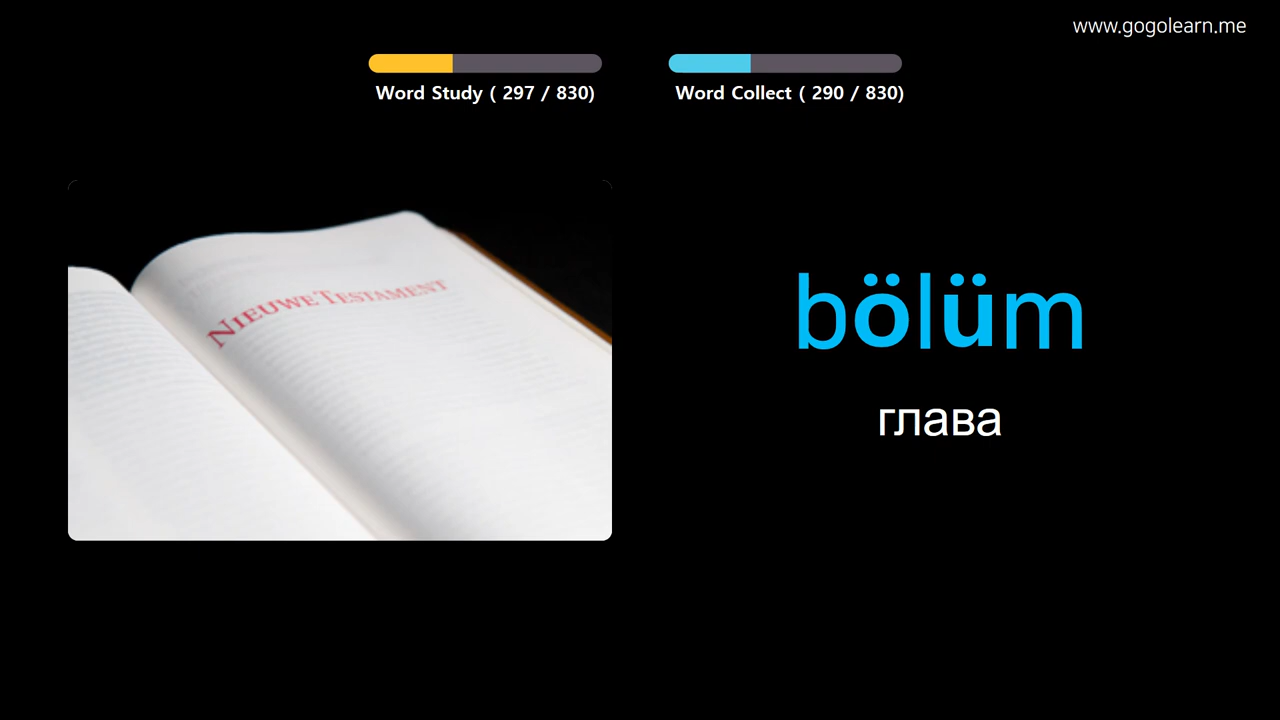 www.gogolearn.me
Word Study ( 297 / 830)
Word Collect ( 290 / 830)
NIEUWE TESTAMENT
bölüm
глава